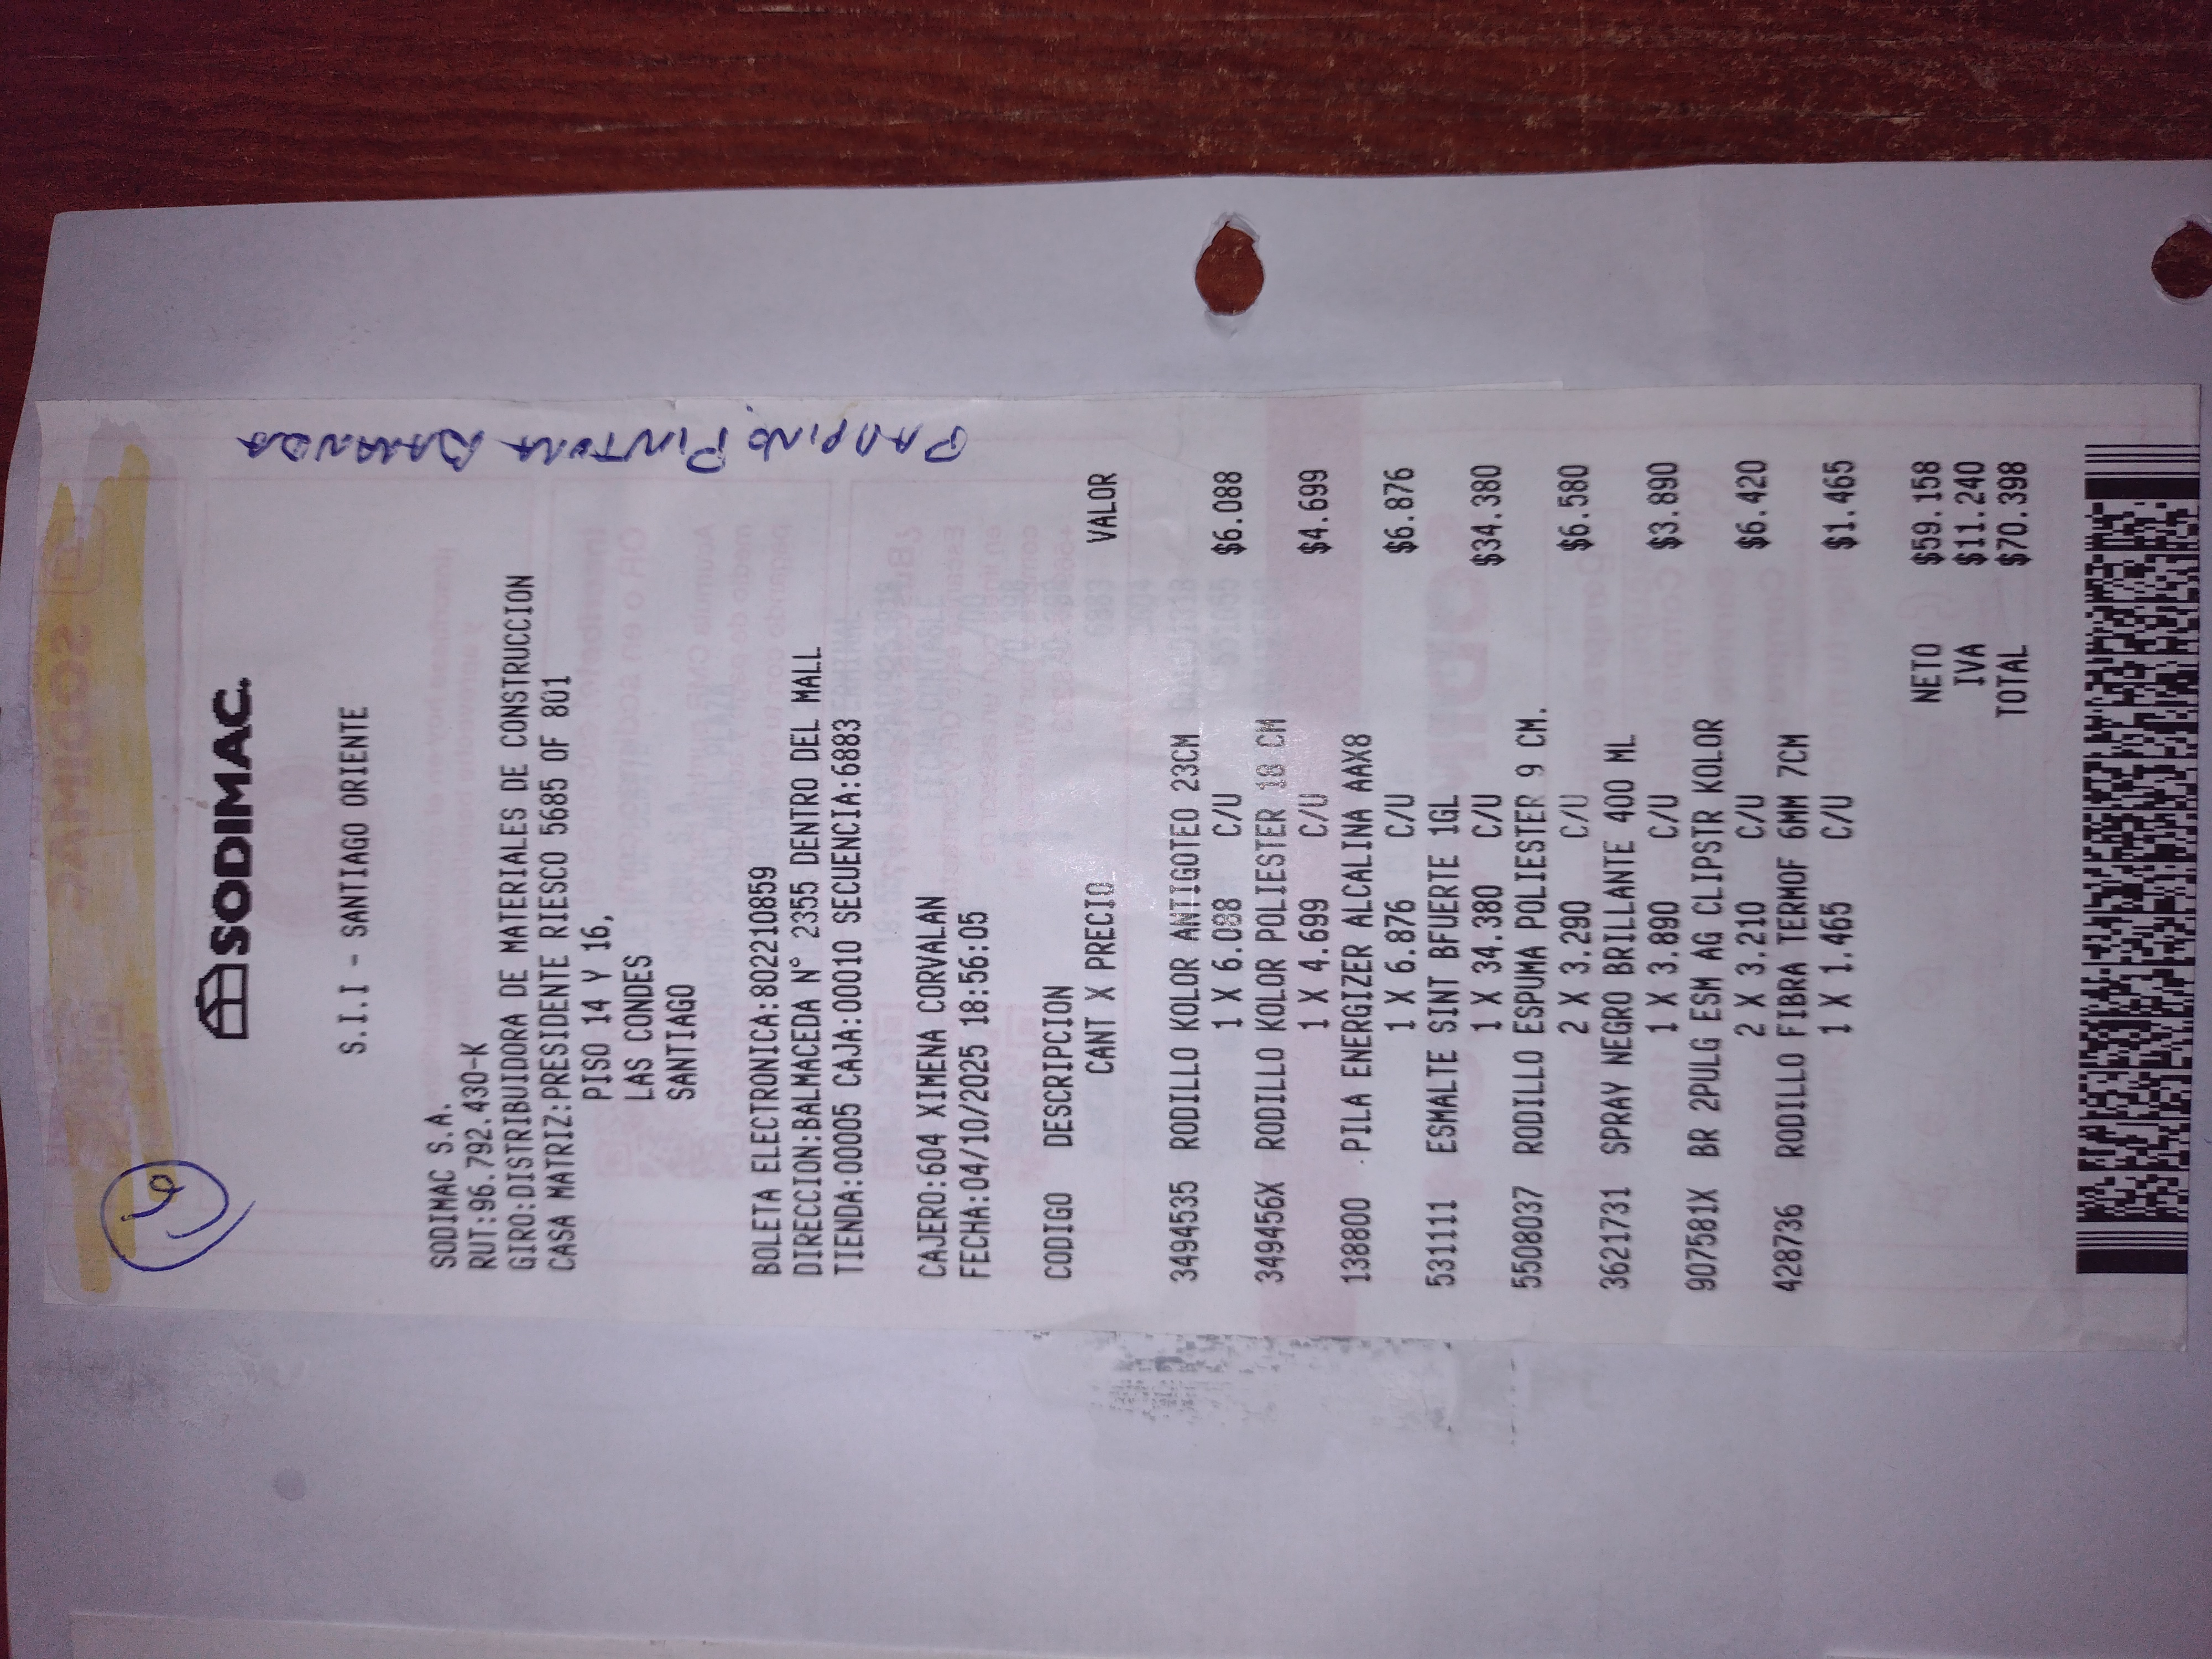 6
SODIMAC.
S.I.I - SANTIAGO ORIENTE
SODIMAC S.A.
RUT:96.792.430-K
GIRO:DISTRIBUIDORA DE MATERIALES DE CONSTRUCCION
CASA MATRIZ:PRESIDENTE RIESCO 5685 OF 801
PISO 14 Y 16,
LAS CONDES
SANTIAGO
BOLETA ELECTRONICA:802210859
DIRECCION:BALMACEDA N° 2355 DENTRO DEL MALL
TIENDA:00005 CAJA:00010 SECUENCIA:6883
CAJERO:604 XIMENA CORVALAN
FECHA:04/10/2025 18:56:05
PINTURA BARANDA
CODIGO DESCRIPCION
CANT X PRECIO VALOR
3494535 RODILLO KOLOR ANTIGOTEO 23CM
1 X 6.088 C/U $6.088
349456X RODILLO KOLOR POLIESTER 18 CM
1 X 4.699 C/U $4.699
138800 PILA ENERGIZER ALCALINA AAX8
1 X 6.876 C/U $6.876
531111 ESMALTE SINT BFUERTE 1GL
1 X 34.380 C/U $34.380
5508037 RODILLO ESPUMA POLIESTER 9 CM.
2 X 3.290 C/U $6.580
3621731 SPRAY NEGRO BRILLANTE 400 ML
1 X 3.890 C/U $3.890
907581X BR 2PULG ESM AG CLIPSTR KOLOR
2 X 3.210 C/U $6.420
428736 RODILLO FIBRA TERMOF 6MM 7CM
1 X 1.465 C/U $1.465
NETO $59.158
IVA $11.240
TOTAL $70.398